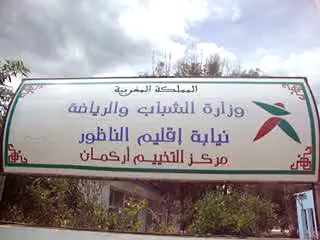 المملكة المغربية
وزارة الشباب والرياضة
نيابة إقليم الناظور
مركز التخييم أركمان